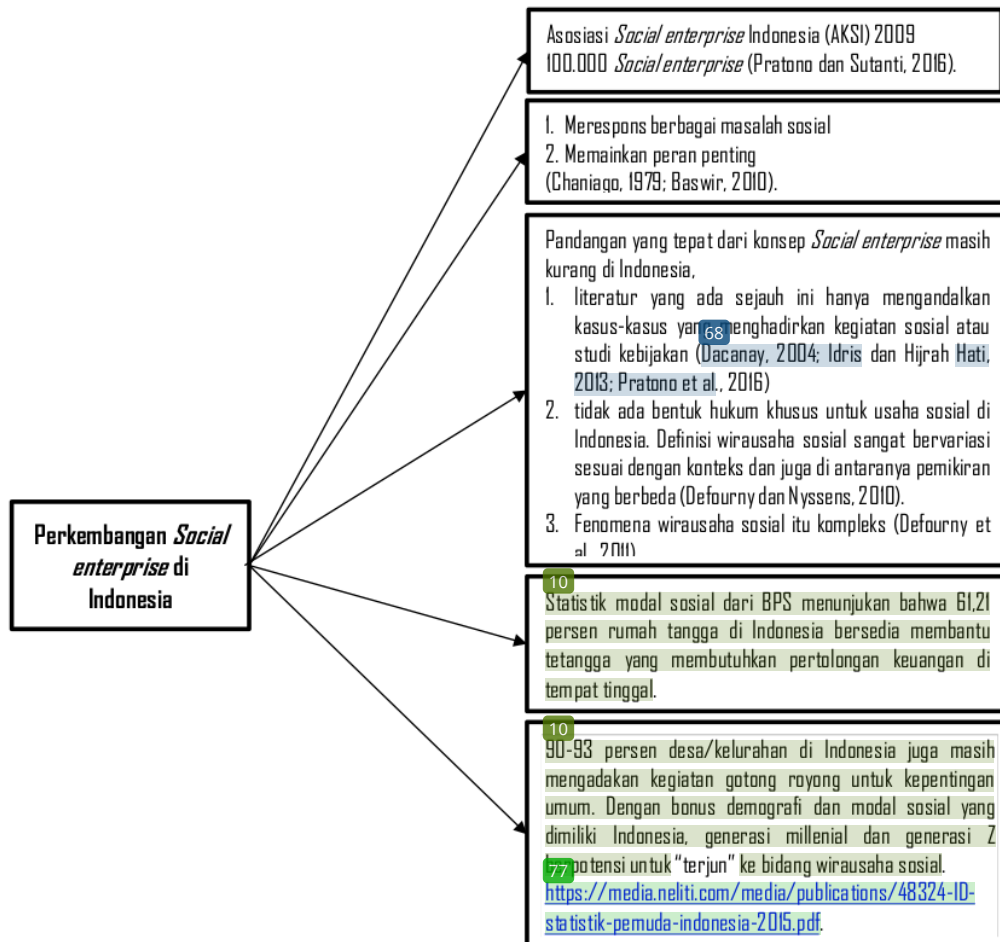 Asosiasi Social enterprise Indonesia (AKSI) 2009
100.000 Social enterprise (Pratono dan Sutanti, 2016).
1. Merespons berbagai masalah sosial
2. Memainkan peran penting
(Chaniago, 1979; Baswir, 2010).
Pandangan yang tepat dari konsep Social enterprise masih
kurang di Indonesia,
1. literatur yang ada sejauh ini hanya mengandalkan
kasus-kasus yang menghadirkan kegiatan sosial atau
68
studi kebijakan (Dacanay, 2004; Idris dan Hijrah Hati,
2013; Pratono et al., 2016)
2. tidak ada bentuk hukum khusus untuk usaha sosial di
Indonesia. Definisi wirausaha sosial sangat bervariasi
sesuai dengan konteks dan juga di antaranya pemikiran
yang berbeda (Defourny dan Nyssens, 2010).
3. Fenomena wirausaha sosial itu kompleks (Defourny et
al., 2011)
Perkembangan Social
enterprise di
Indonesia
10
Statistik modal sosial dari BPS menunjukan bahwa 61,21
persen rumah tangga di Indonesia bersedia membantu
tetangga yang membutuhkan pertolongan keuangan di
tempat tinggal.
10
90-93 persen desa/kelurahan di Indonesia juga masih
mengadakan kegiatan gotong royong untuk kepentingan
umum. Dengan bonus demografi dan modal sosial yang
dimiliki Indonesia, generasi millenial dan generasi Z
berpotensi untuk “terjun” ke bidang wirausaha sosial.
77
https://media.neliti.com/media/publications/48324-ID-
statistik-pemuda-indonesia-2015.pdf.